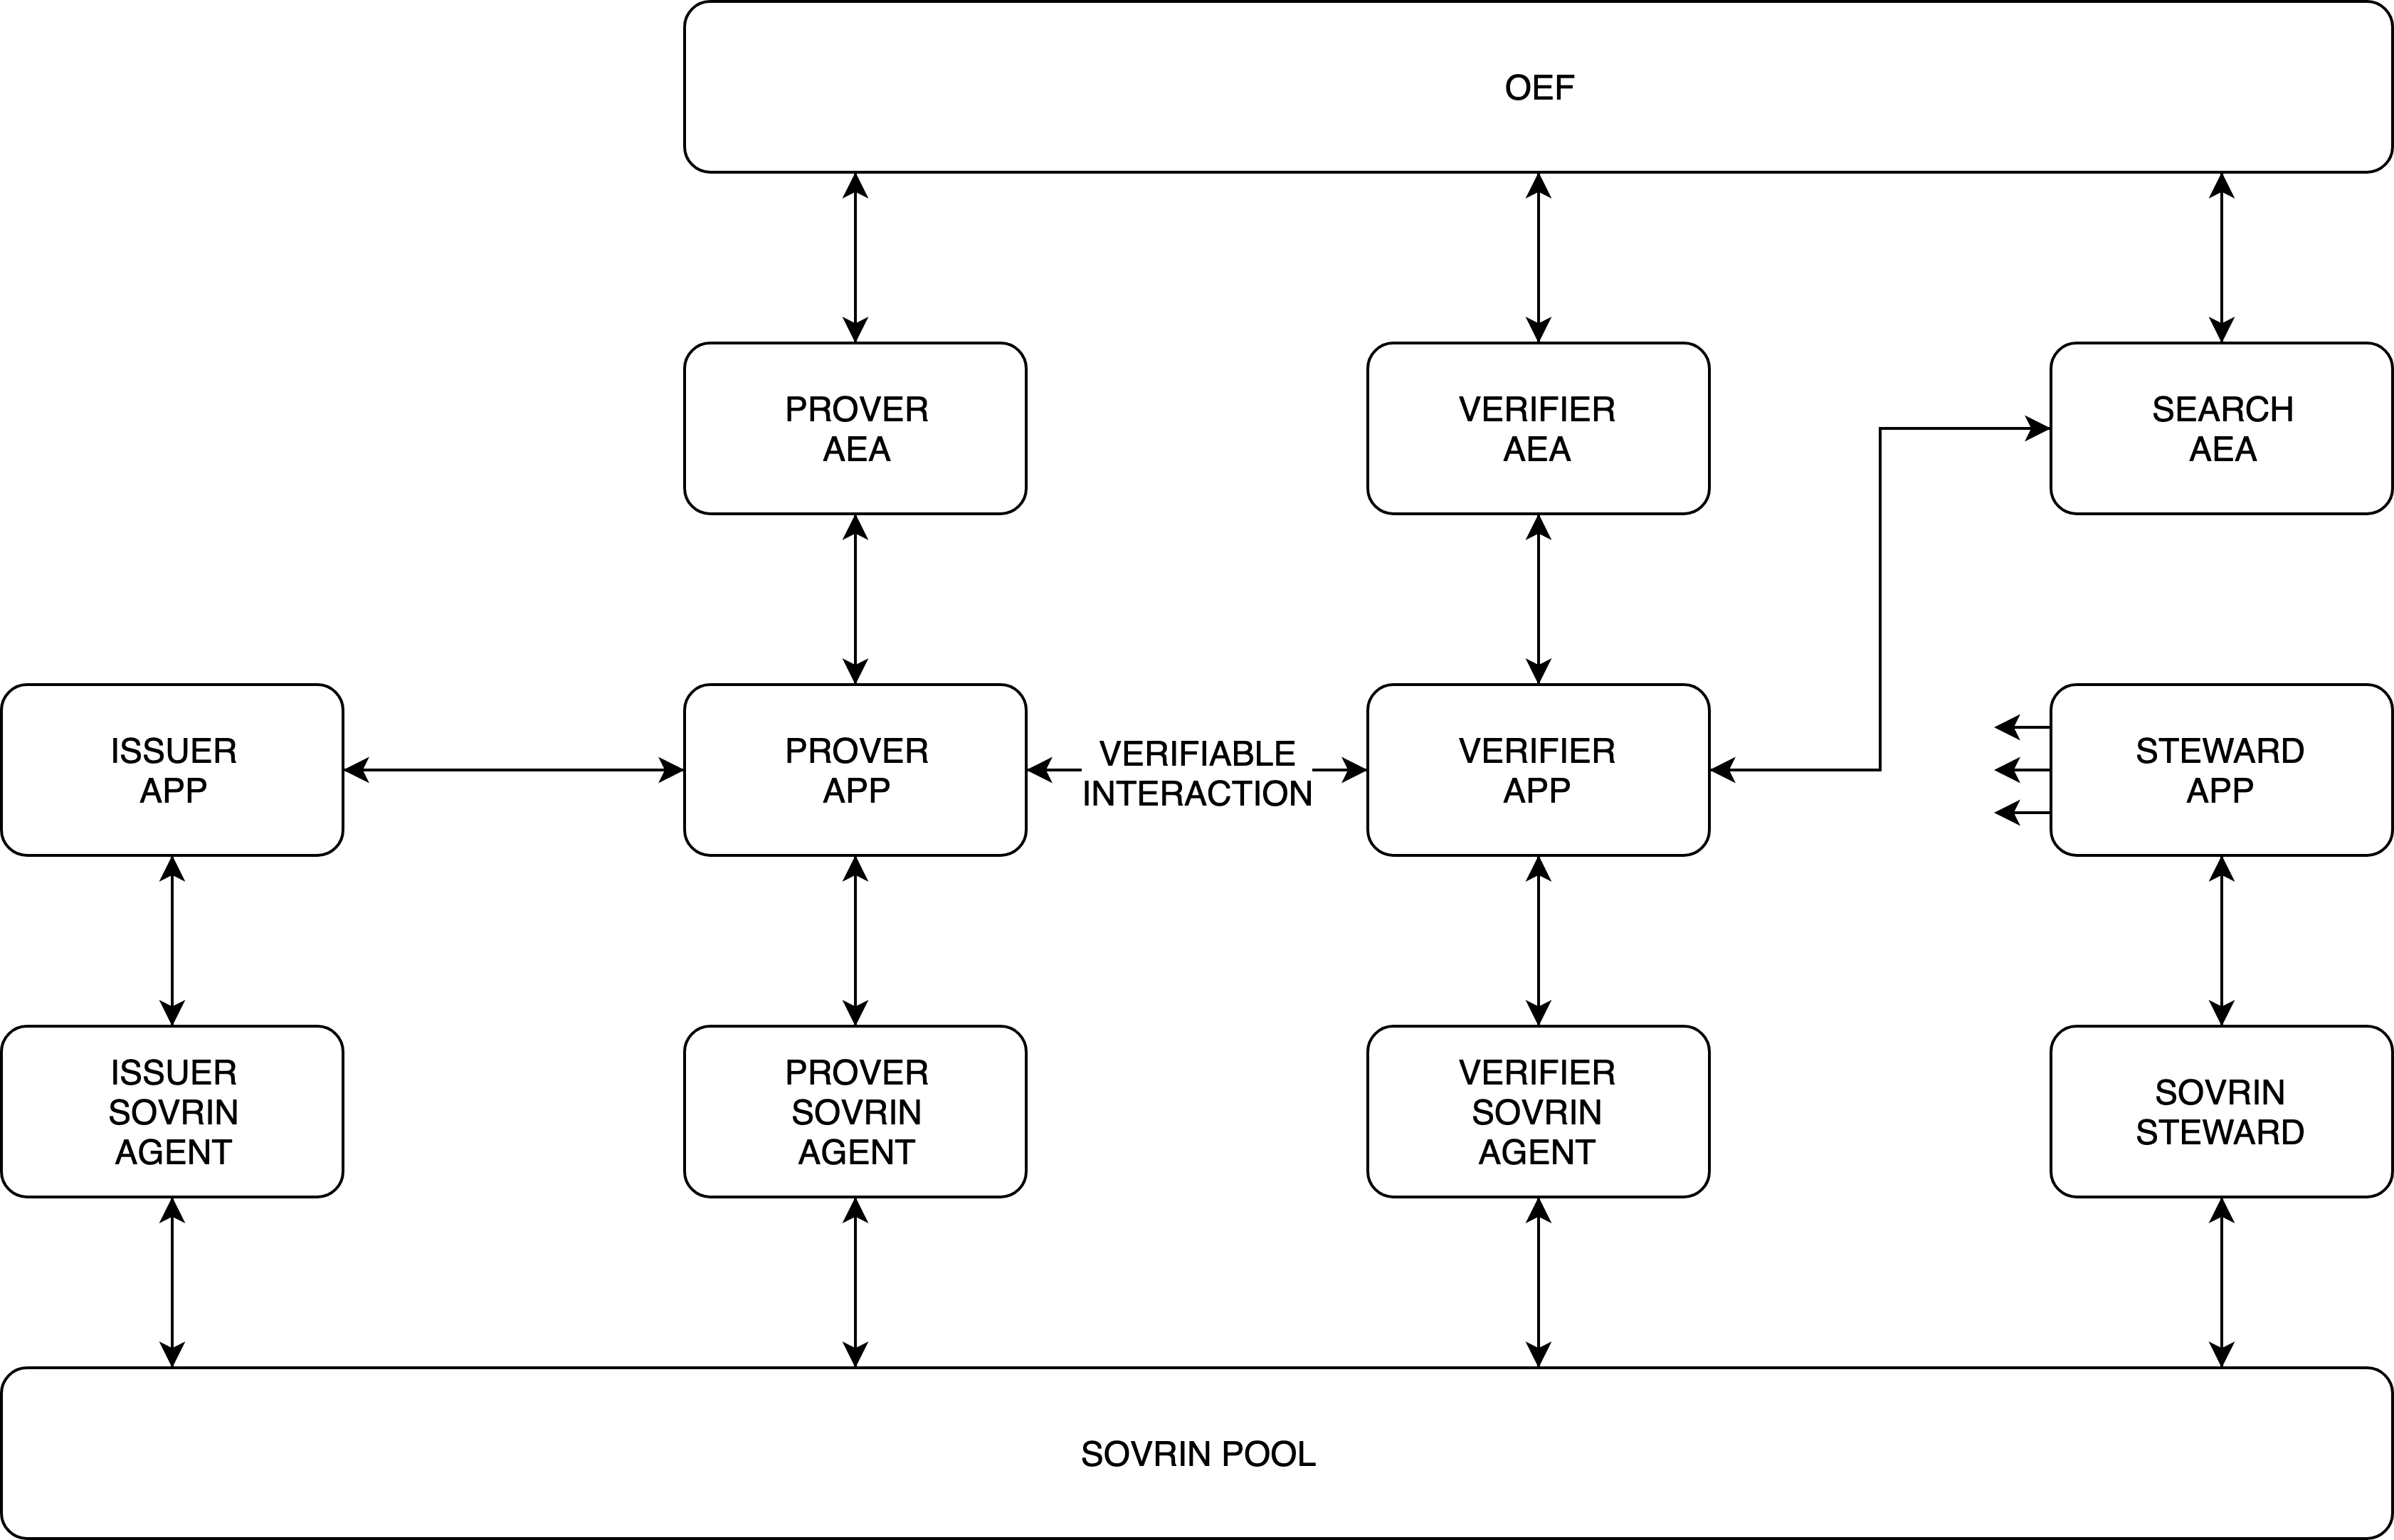 OEF
PROVER
AEA
VERIFIER
AEA
SEARCH
AEA
ISSUER
APP
PROVER
APP
VERIFIABLE
INTERACTION
VERIFIER
APP
STEWARD
APP
ISSUER
SOVRIN
AGENT
PROVER
SOVRIN
AGENT
VERIFIER
SOVRIN
AGENT
SOVRIN
STEWARD
SOVRIN POOL